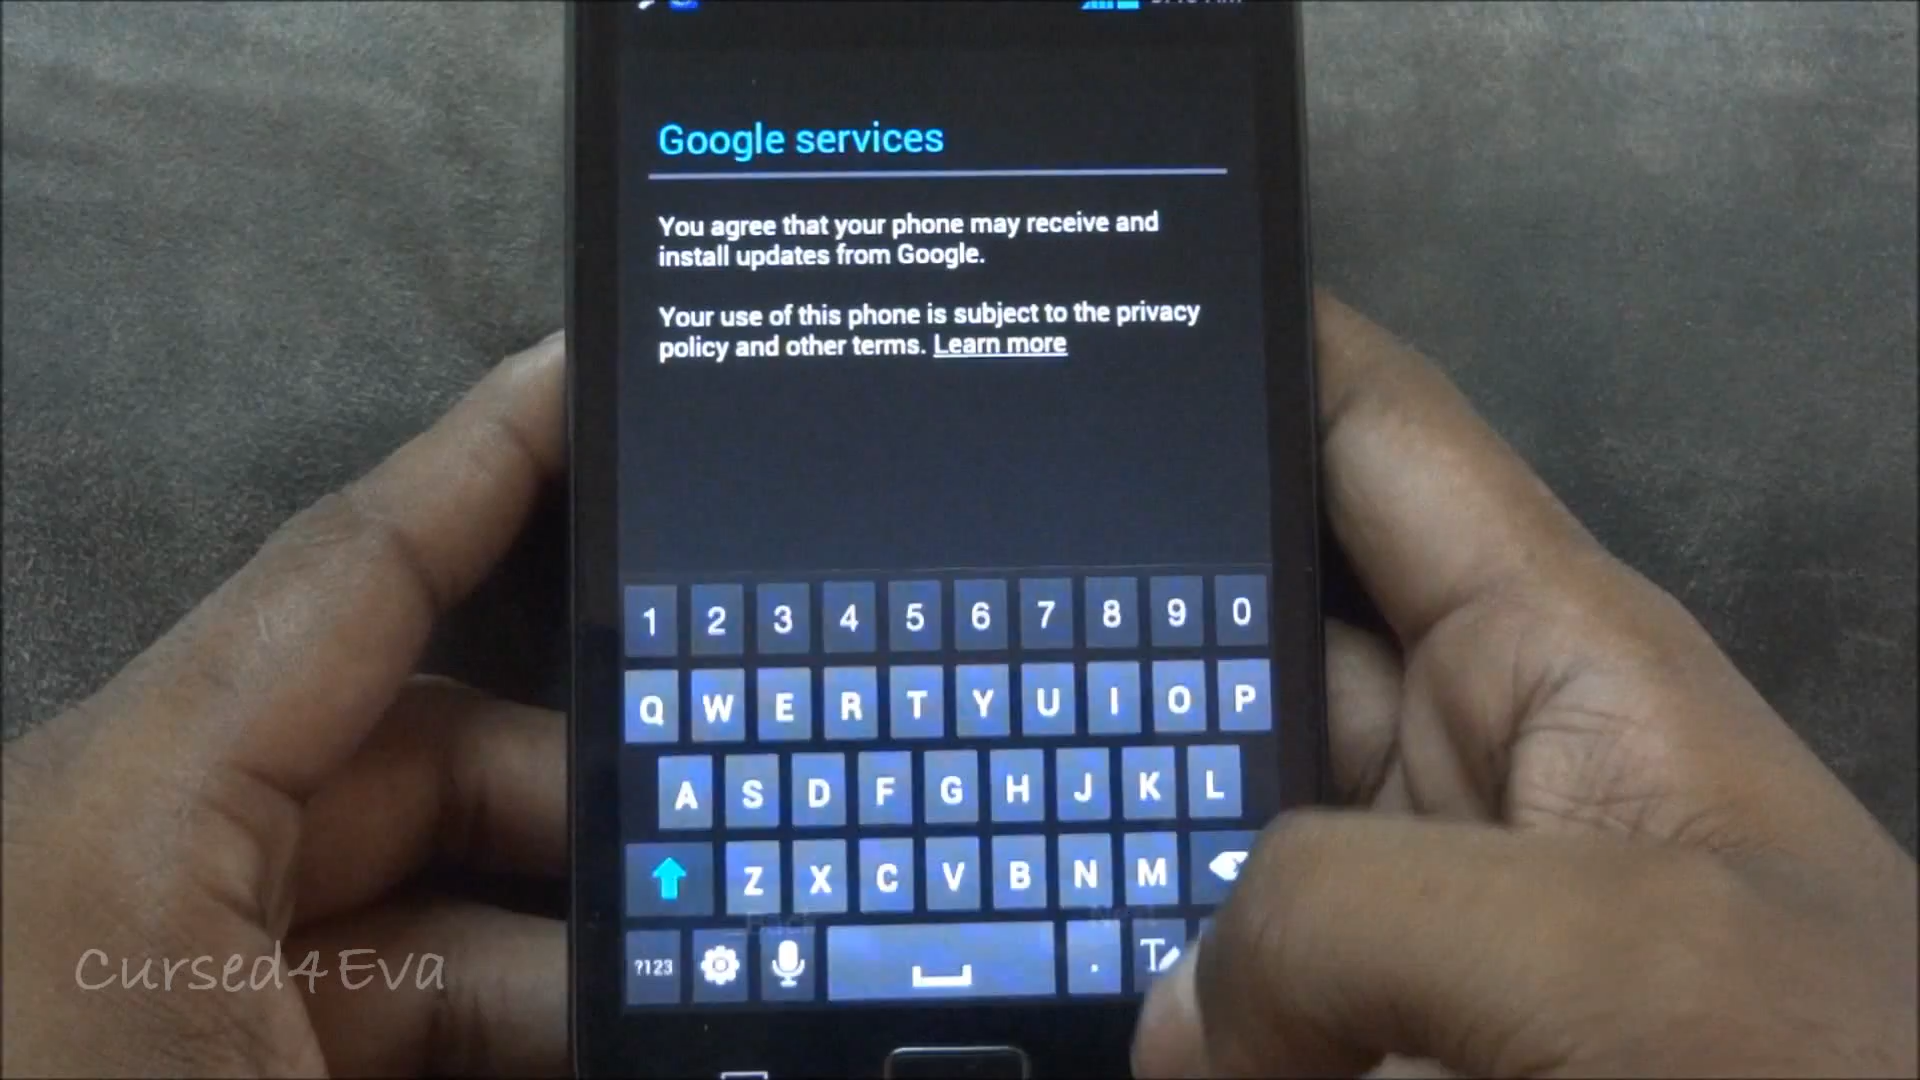 Google services
You agree that your phone may receive and
install updates from Google.
Your use of this phone is subject to the privacy
policy and other terms. Learn more
1 2 3 4 5 6 7 8 9 0
Q W E R T Y U I O P
A S D F G H J K L
Z X C V B N M
Back
?123 .
Cursed4Eva